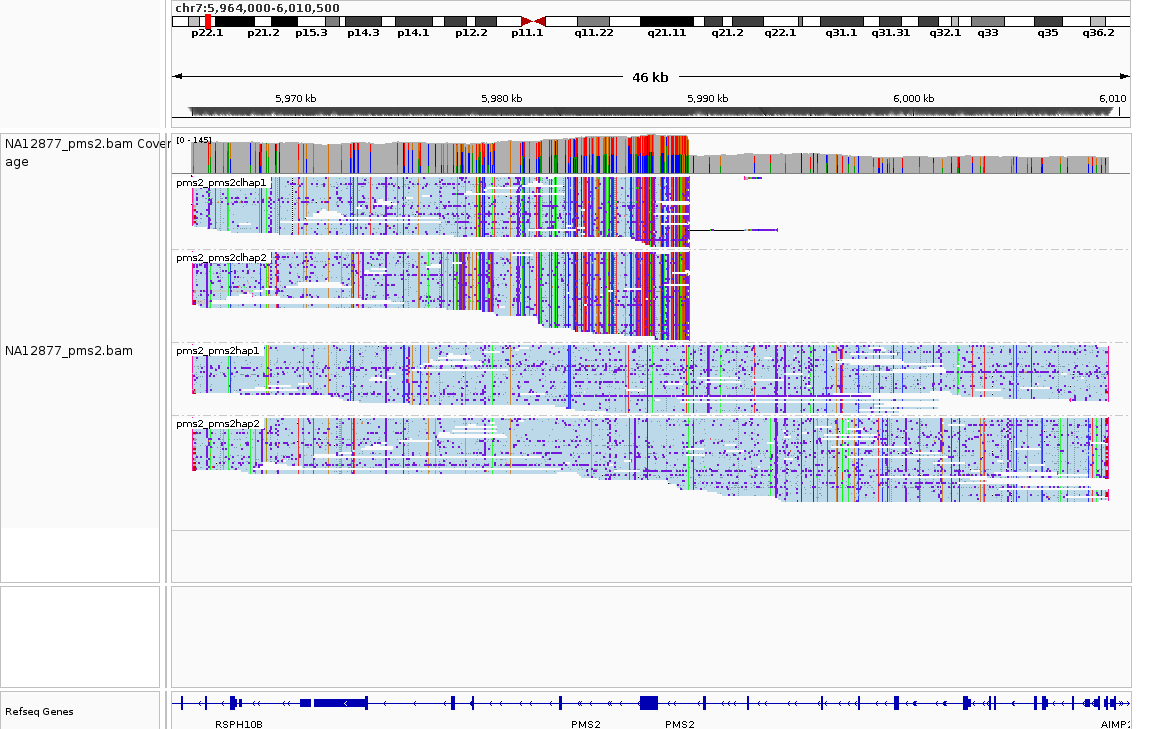 chr7:5,964,000-6,010,500
p22.1 p21.2 p15.3 p14.3 p14.1 p12.2 p11.1 q11.22 q21.11 q21.2 q22.1 q31.1 q31.31 q32.1 q33 q35 q36.2
46 kb
5,970 kb 5,980 kb 5,990 kb 6,000 kb 6,010
NA12877_pms2.bam Cover
age
[0 - 145]
pms2_pms2clhap1
pms2_pms2clhap2
NA12877_pms2.bam
pms2_pms2hap1
pms2_pms2hap2
Refseq Genes
RSPH10B PMS2 PMS2 AIMP2